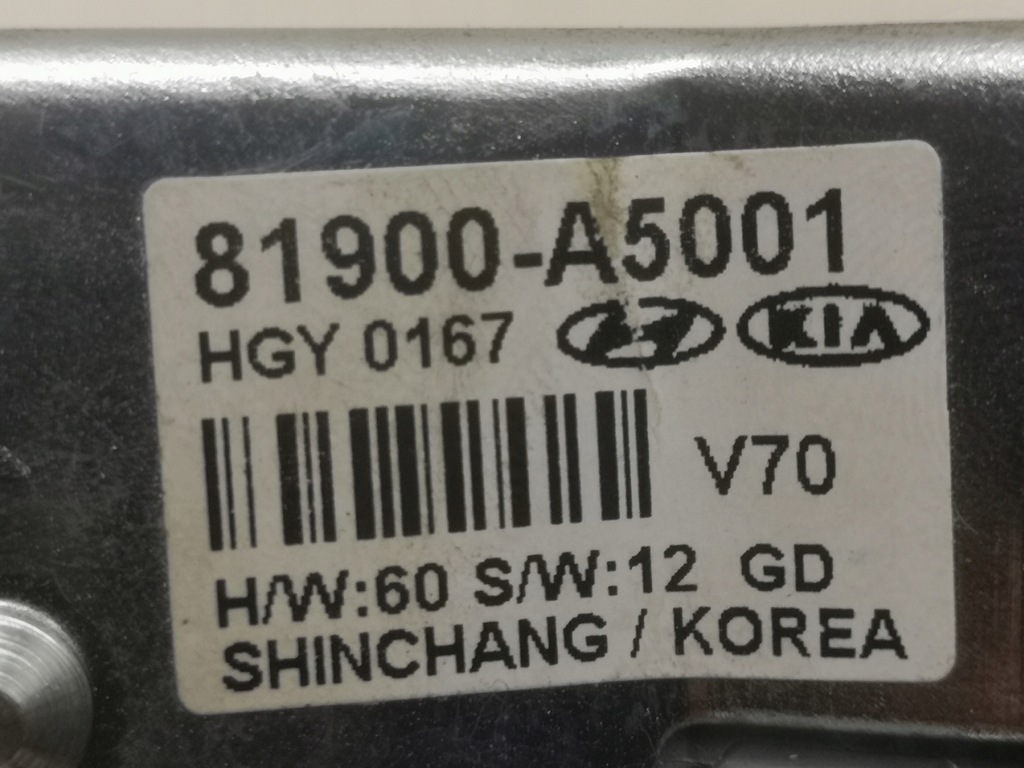 81900-A5001
HGY 0167 KIA
V70
H/W:60 S/W:12 GD
SHINCHANG / KOREA